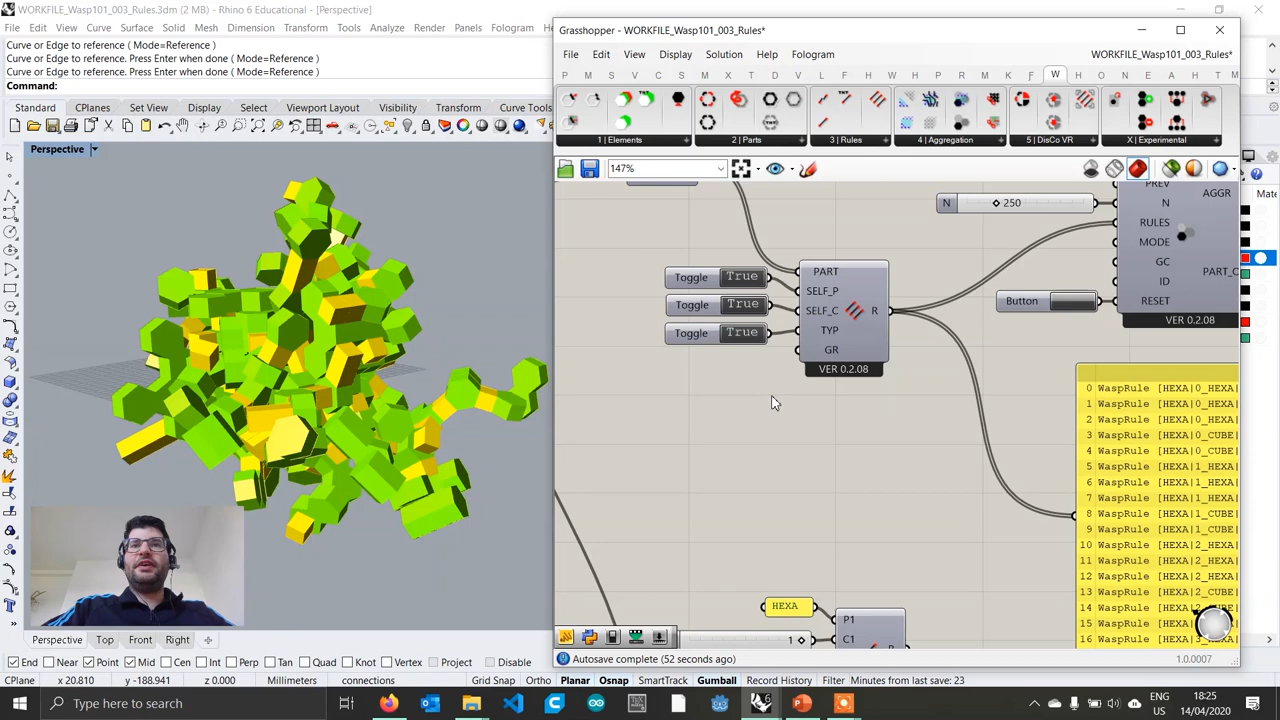 WORKFILE_Wasp101_003_Rules.3dm (2 MB) - Rhino 6 Educational - [Perspective]
File Edit View Curve Surface Solid Mesh Dimension Transform Tools Analyze
Curve or Edge to reference ( Mode=Reference )
Curve or Edge to reference. Press Enter when done ( Mode=Reference )
Curve or Edge to reference. Press Enter when done ( Mode=Reference )
Command:
Standard CPlanes Set View Display Select Viewport Layout Visibility Transform Curve Tools
Perspective
Grasshopper - WORKFILE_Wasp101_003_Rules*
File Edit View Display Solution Help Fologram WORKFILE_Wasp101_003_Rules*
P M S V C S M X T D V L H W K F W H O N E A H T M
1 | Elements 2 | Parts 3 | Rules 4 | Aggregation 5 | DisCo VR X | Experimental
147%
PREV
AGGR
N 250 N
RULES
MODE
GC
PART_C
ID
Button RESET
VER 0.2.08
Toggle True
Toggle True
Toggle True
PART
SELF_P
SELF_C R
TYP
GR
VER 0.2.08
0 WaspRule [HEXA|0_HEXA|
1 WaspRule [HEXA|0_HEXA|
2 WaspRule [HEXA|0_HEXA|
3 WaspRule [HEXA|0_CUBE|
4 WaspRule [HEXA|0_CUBE|
5 WaspRule [HEXA|1_HEXA|
6 WaspRule [HEXA|1_HEXA|
7 WaspRule [HEXA|1_HEXA|
8 WaspRule [HEXA|1_CUBE|
9 WaspRule [HEXA|1_CUBE|
10 WaspRule [HEXA|2_HEXA|
11 WaspRule [HEXA|2_HEXA|
12 WaspRule [HEXA|2_HEXA|
13 WaspRule [HEXA|2_CUBE|
14 WaspRule [HEXA|2_CUBE|
15 WaspRule [HEXA|3_HEXA|
16 WaspRule [HEXA|3_HEXA|
HEXA P1
1 C1
Autosave complete (52 seconds ago) 1.0.0007
Mate
Perspective Top Front Right
End Near Point Mid Cen Int Perp Tan Quad Knot Vertex Project Disable
CPlane x 20.810 y -188.941 z 0.000 Millimeters connections Grid Snap Ortho Planar Osnap SmartTrack Gumball Record History Filter Minutes from last save: 23
Type here to search
ENG
US
18:25
14/04/2020